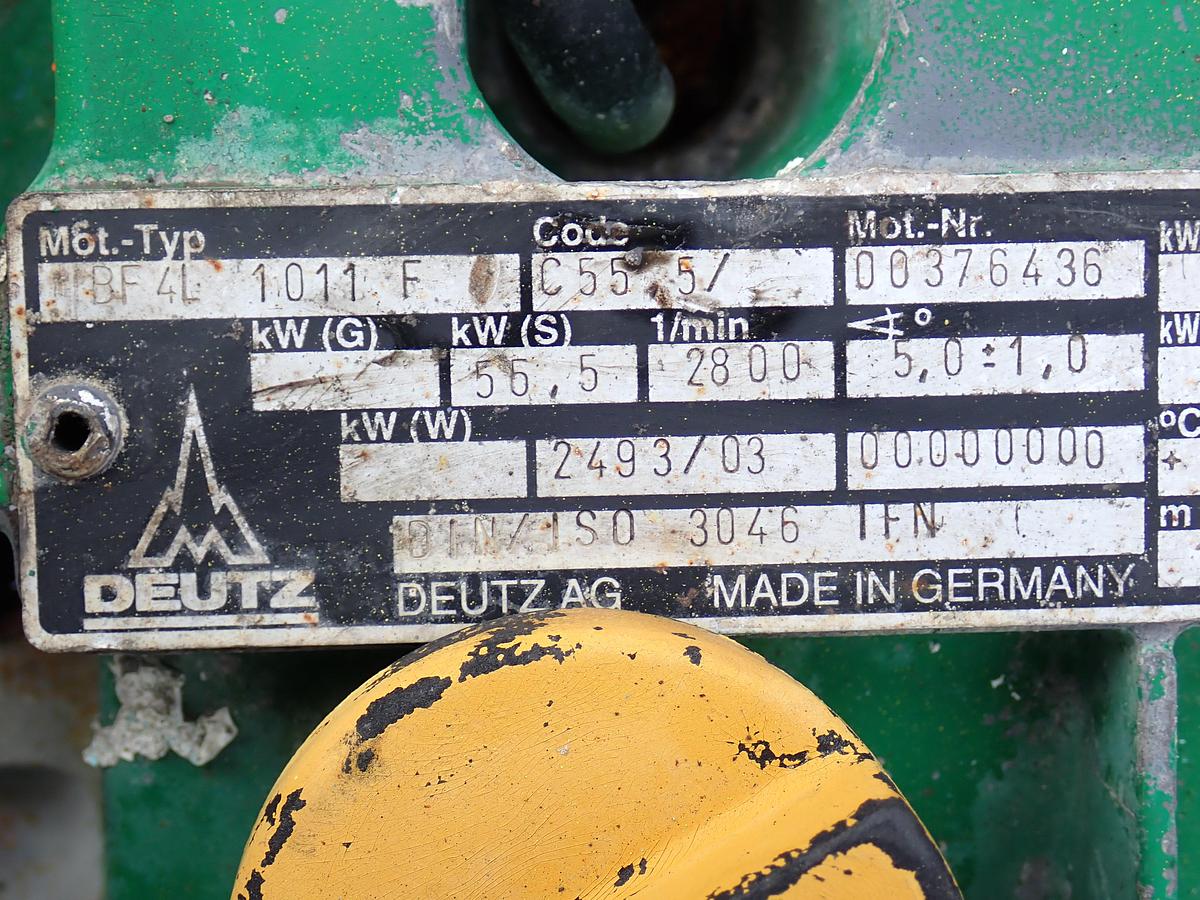 Mot.-Typ Code Mot.-Nr. kW
BF4L 1011 F C55 5/ 00376436
kW (G) kW (S) 1/min ∢° kW
56,5 2800 5,0±1,0
kW (W) °C
2493/03 00000000 +
DIN/ISO 3046 IFN m
DEUTZ DEUTZ AG MADE IN GERMANY